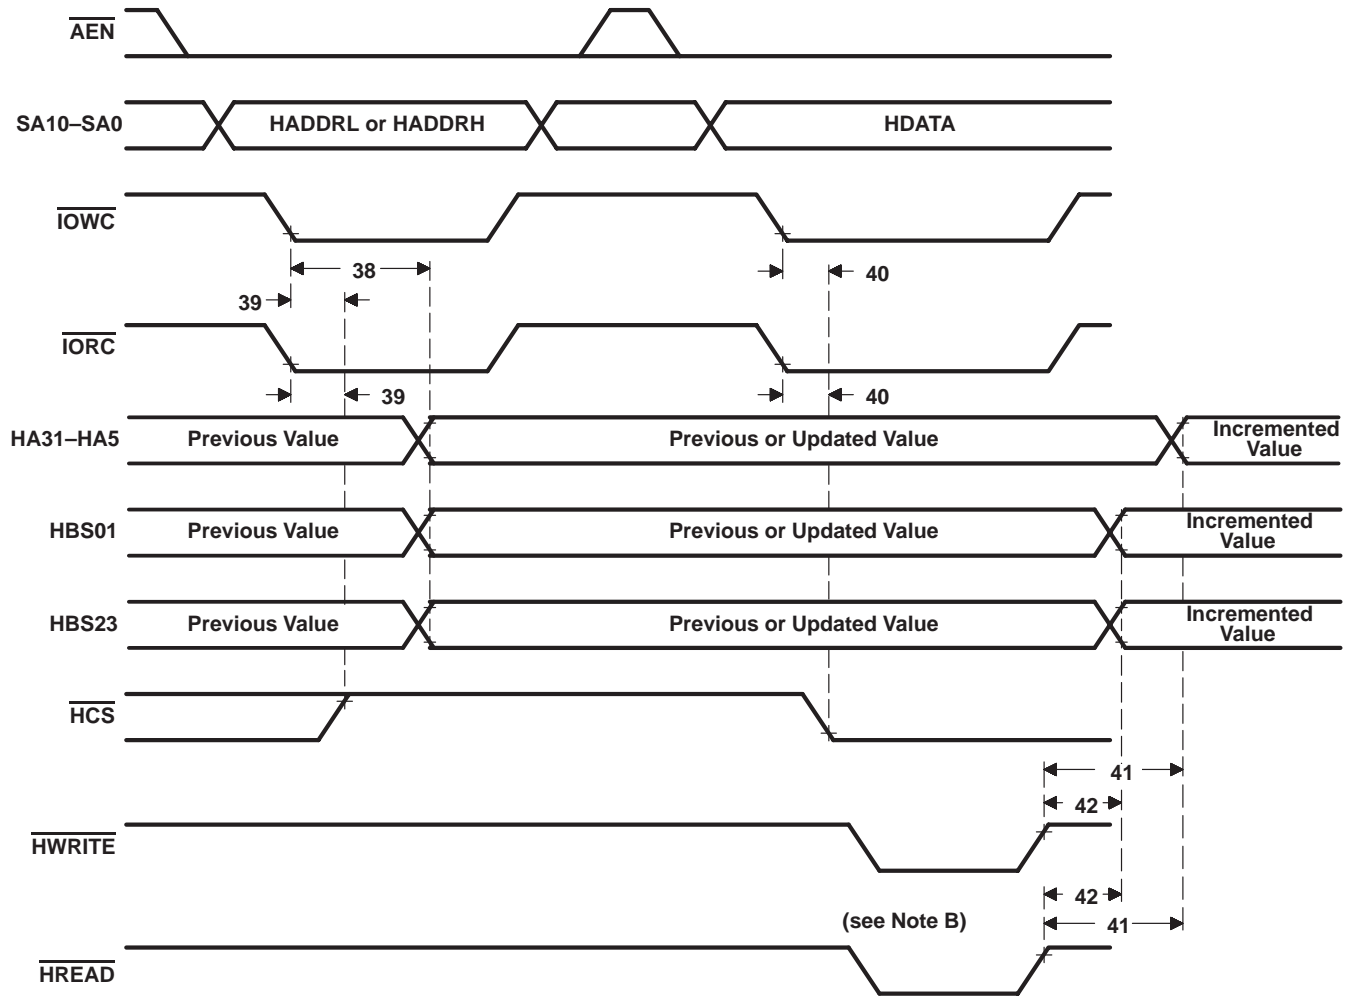 AEN
SA10–SA0
HADDRL or HADDRH
HDATA
IOWC
38
40
39
IORC
39
40
HA31–HA5
Previous Value
Previous or Updated Value
Incremented
Value
HBS01
Previous Value
Previous or Updated Value
Incremented
Value
HBS23
Previous Value
Previous or Updated Value
Incremented
Value
HCS
41
42
HWRITE
42
(see Note B)
41
HREAD